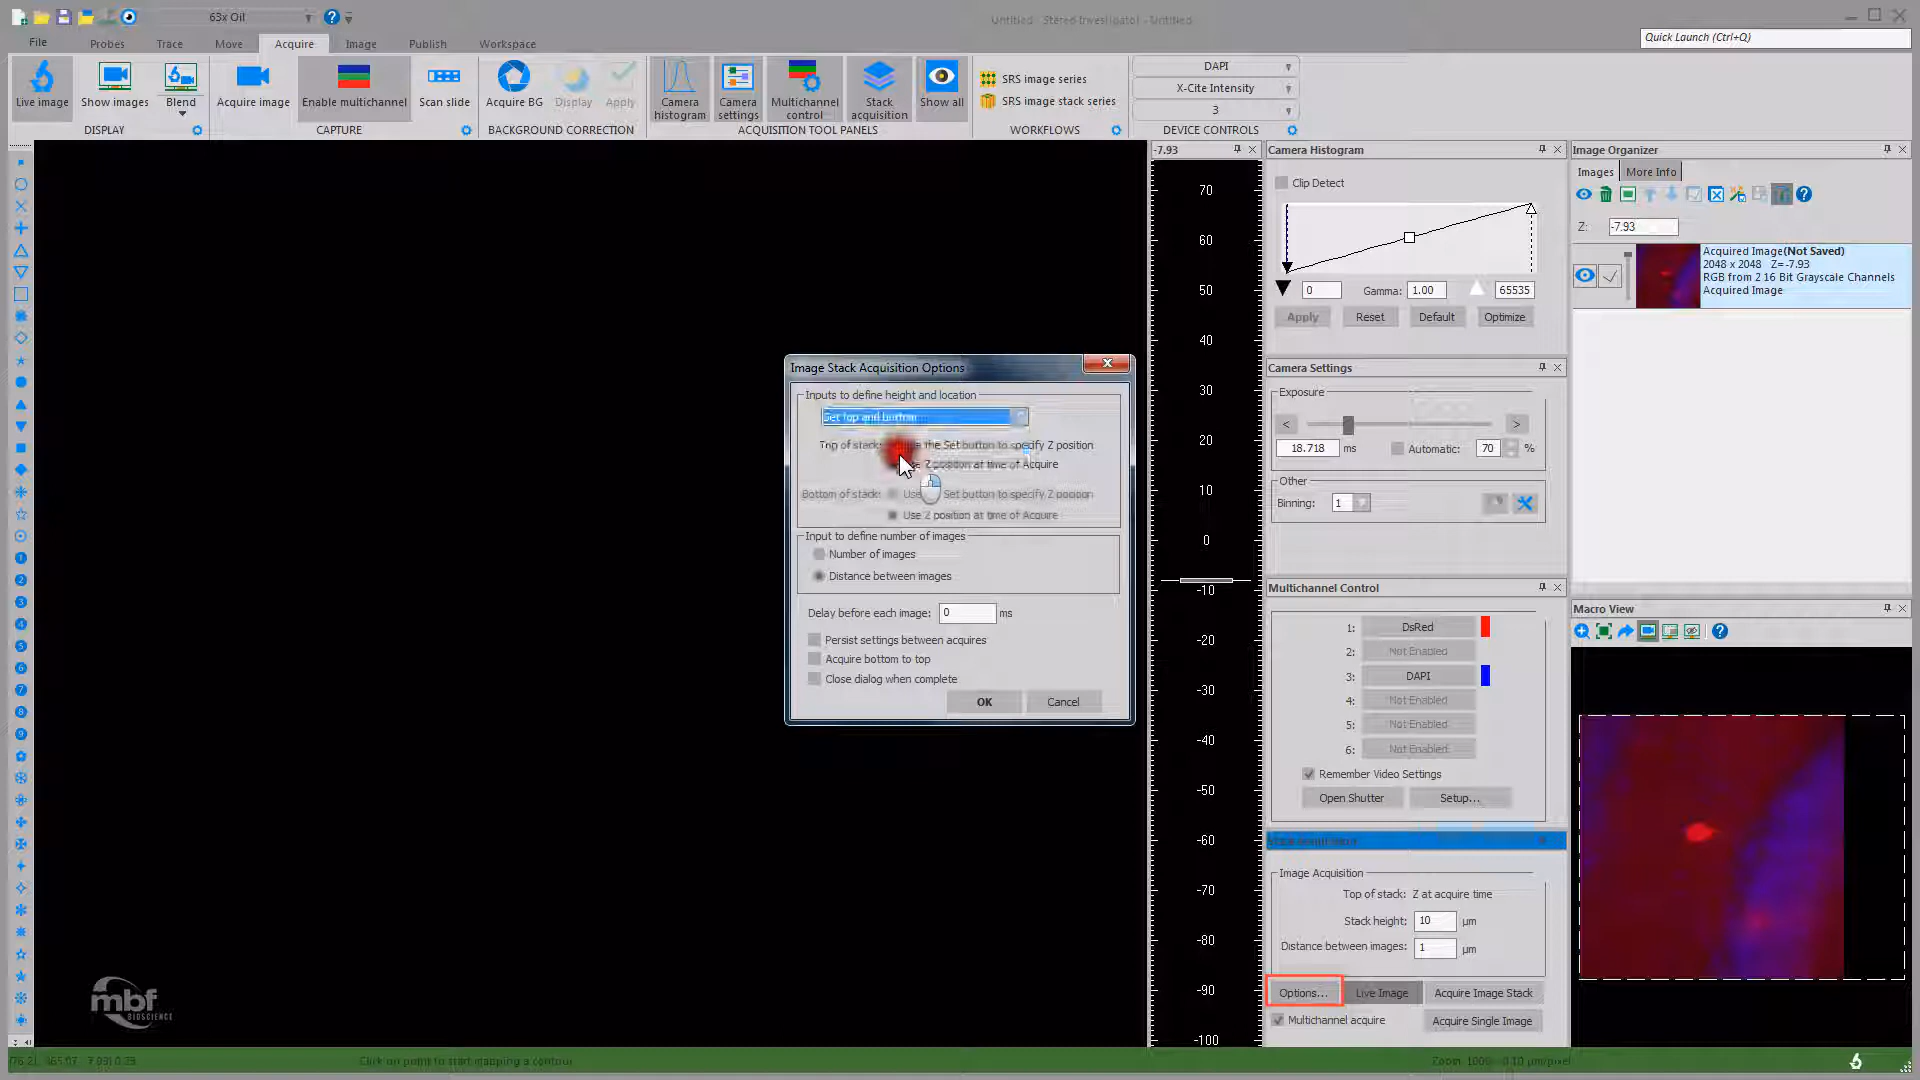 63x Oil
Untitled - Stereo Investigator - Untitled
File
Probes
Trace
Move
Acquire
Image
Publish
Workspace
Quick Launch (Ctrl+Q)
Live image
Show images
Blend
Acquire image
Enable multichannel
Scan slide
Acquire BG
Display
Apply
Camera histogram
Camera settings
Multichannel control
Stack acquisition
Show all
SRS image series
SRS image stack series
DAPI
X-Cite Intensity
3
DISPLAY
CAPTURE
BACKGROUND CORRECTION
ACQUISITION TOOL PANELS
WORKFLOWS
DEVICE CONTROLS
-7.93
70
60
50
40
30
20
10
0
-10
-20
-30
-40
-50
-60
-70
-80
-90
-100
Image Stack Acquisition Options
Inputs to define height and location
Set top and bottom
Top of stack: the Set button to specify Z position
Z position at time of Acquire
Bottom of stack: Use Set button to specify Z position
Use Z position at time of Acquire
Input to define number of images
Number of images
Distance between images
Delay before each image: 0 ms
Persist settings between acquires
Acquire bottom to top
Close dialog when complete
OK
Cancel
Camera Histogram
Clip Detect
0
Gamma: 1.00
65535
Apply
Reset
Default
Optimize
Camera Settings
Exposure
<
>
18.718 ms
Automatic: 70 %
Other
Binning: 1
Multichannel Control
1: DsRed
2: Not Enabled
3: DAPI
4: Not Enabled
5: Not Enabled
6: Not Enabled
Remember Video Settings
Open Shutter
Setup...
Image Acquisition
Top of stack: Z at acquire time
Stack height: 10 µm
Distance between images: 1 µm
Options...
Live Image
Acquire Image Stack
Multichannel acquire
Acquire Single Image
Image Organizer
Images
More Info
Z: -7.93
Acquired Image(Not Saved)
2048 x 2048 Z=-7.93
RGB from 2 16 Bit Grayscale Channels
Acquired Image
Macro View
mbf
BIOSCIENCE
Click on point to start mapping a contour